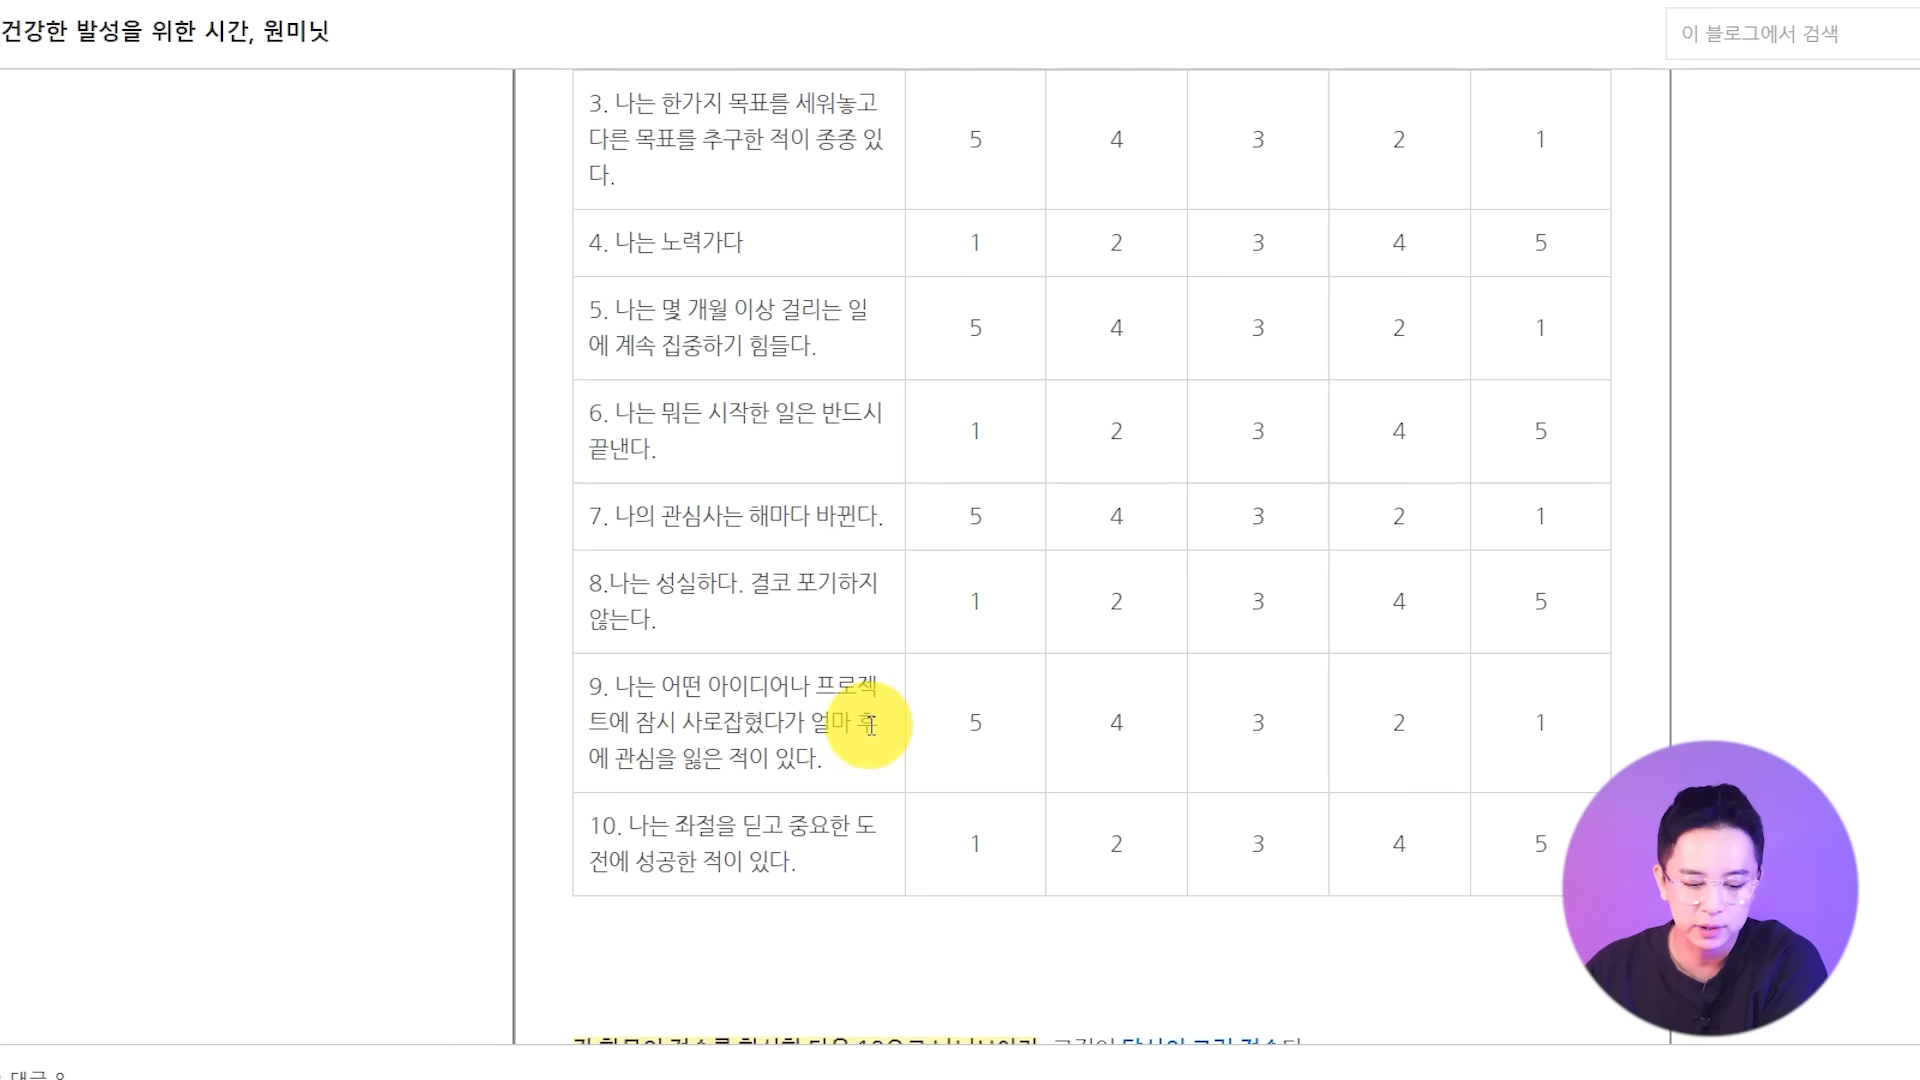 건강한 발성을 위한 시간, 원미닛
이 블로그에서 검색
3. 나는 한가지 목표를 세워놓고
다른 목표를 추구한 적이 종종 있
다.
5 4 3 2 1
4. 나는 노력가다
1 2 3 4 5
5. 나는 몇 개월 이상 걸리는 일
에 계속 집중하기 힘들다.
5 4 3 2 1
6. 나는 뭐든 시작한 일은 반드시
끝낸다.
1 2 3 4 5
7. 나의 관심사는 해마다 바뀐다.
5 4 3 2 1
8.나는 성실하다. 결코 포기하지
않는다.
1 2 3 4 5
9. 나는 어떤 아이디어나 프로젝
트에 잠시 사로잡혔다가 얼마 후
에 관심을 잃은 적이 있다.
5 4 3 2 1
10. 나는 좌절을 딛고 중요한 도
전에 성공한 적이 있다.
1 2 3 4 5